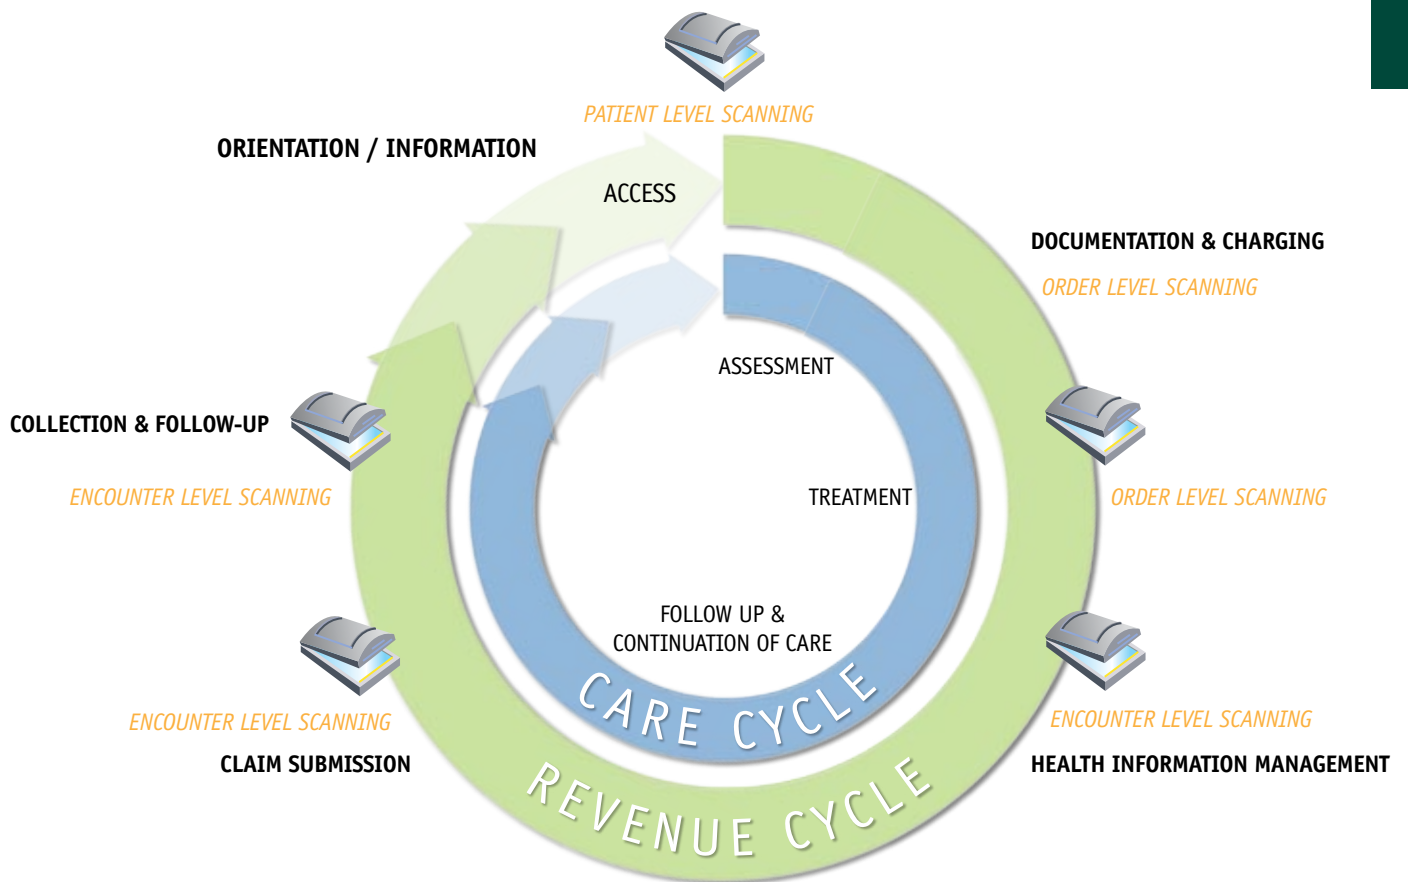 PATIENT LEVEL SCANNING
ORIENTATION / INFORMATION
ACCESS
DOCUMENTATION & CHARGING
ORDER LEVEL SCANNING
ASSESSMENT
COLLECTION & FOLLOW-UP
ENCOUNTER LEVEL SCANNING
TREATMENT
ORDER LEVEL SCANNING
FOLLOW UP &
CONTINUATION OF CARE
CARE CYCLE
ENCOUNTER LEVEL SCANNING
CLAIM SUBMISSION
ENCOUNTER LEVEL SCANNING
HEALTH INFORMATION MANAGEMENT
REVENUE CYCLE